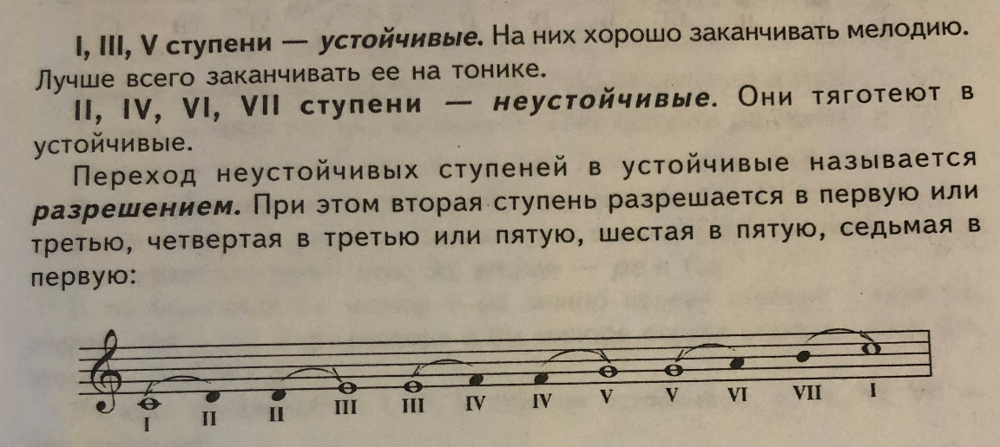 I, III, V ступени — устойчивые. На них хорошо заканчивать мелодию.
Лучше всего заканчивать ее на тонике.
II, IV, VI, VII ступени — неустойчивые. Они тяготеют в
устойчивые.
Переход неустойчивых ступеней в устойчивые называется
разрешением. При этом вторая ступень разрешается в первую или
третью, четвертая в третью или пятую, шестая в пятую, седьмая в
первую:
I II II III III IV IV V V VI VII I